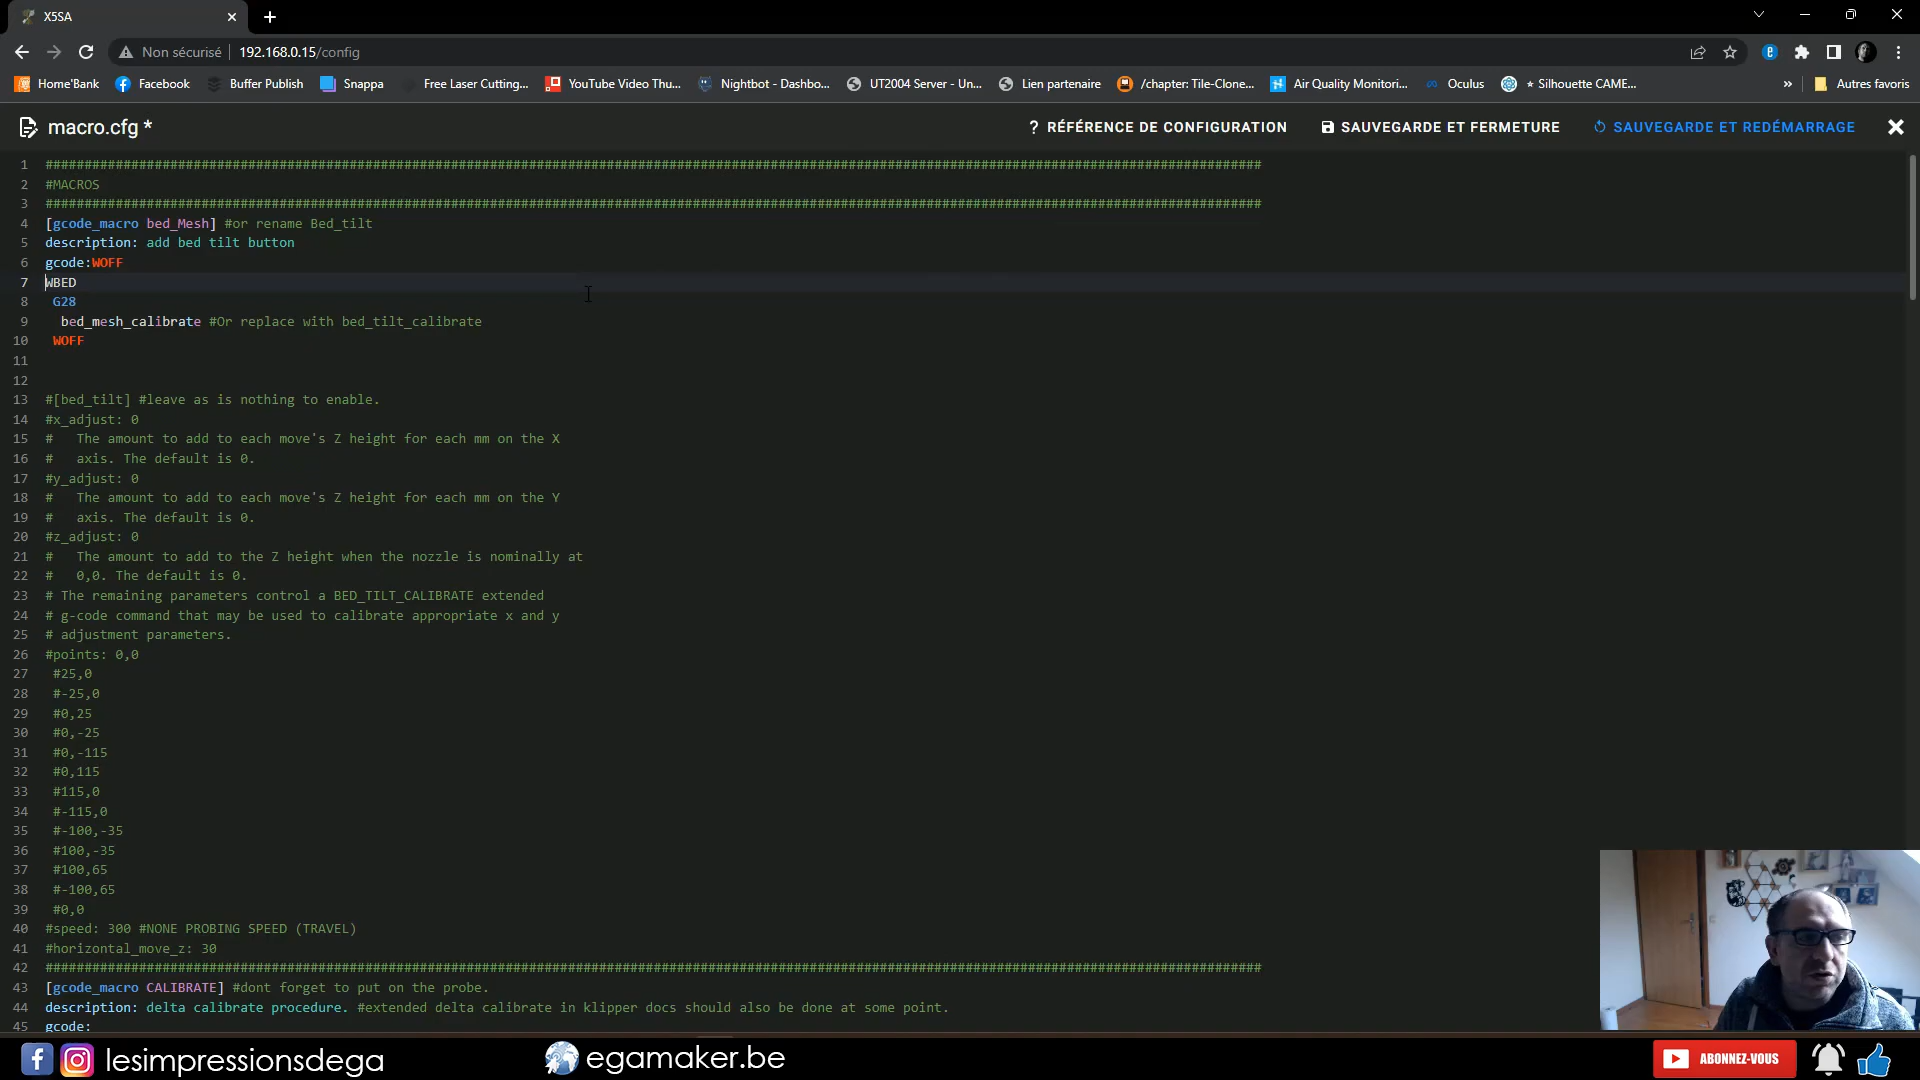 X5SA
Non sécurisé 192.168.0.15/config
Home'Bank Facebook Buffer Publish Snappa Free Laser Cutting... YouTube Video Thu... Nightbot - Dashbo... UT2004 Server - Un... Lien partenaire /chapter: Tile-Clone... Air Quality Monitori... Oculus ⭑ Silhouette CAME... » Autres favoris
macro.cfg * ? RÉFÉRENCE DE CONFIGURATION SAUVEGARDE ET FERMETURE SAUVEGARDE ET REDÉMARRAGE
1 ############################################################################################################################################################
2 #MACROS
3 ############################################################################################################################################################
4 [gcode_macro bed_Mesh] #or rename Bed_tilt
5 description: add bed tilt button
6 gcode:WOFF
7 WBED
8 G28
9 bed_mesh_calibrate #Or replace with bed_tilt_calibrate
10 WOFF
11
12
13 #[bed_tilt] #leave as is nothing to enable.
14 #x_adjust: 0
15 # The amount to add to each move's Z height for each mm on the X
16 # axis. The default is 0.
17 #y_adjust: 0
18 # The amount to add to each move's Z height for each mm on the Y
19 # axis. The default is 0.
20 #z_adjust: 0
21 # The amount to add to the Z height when the nozzle is nominally at
22 # 0,0. The default is 0.
23 # The remaining parameters control a BED_TILT_CALIBRATE extended
24 # g-code command that may be used to calibrate appropriate x and y
25 # adjustment parameters.
26 #points: 0,0
27 #25,0
28 #-25,0
29 #0,25
30 #0,-25
31 #0,-115
32 #0,115
33 #115,0
34 #-115,0
35 #-100,-35
36 #100,-35
37 #100,65
38 #-100,65
39 #0,0
40 #speed: 300 #NONE PROBING SPEED (TRAVEL)
41 #horizontal_move_z: 30
42 ############################################################################################################################################################
43 [gcode_macro CALIBRATE] #dont forget to put on the probe.
44 description: delta calibrate procedure. #extended delta calibrate in klipper docs should also be done at some point.
45 gcode:
lesimpressionsdega egamaker.be ABONNEZ-VOUS